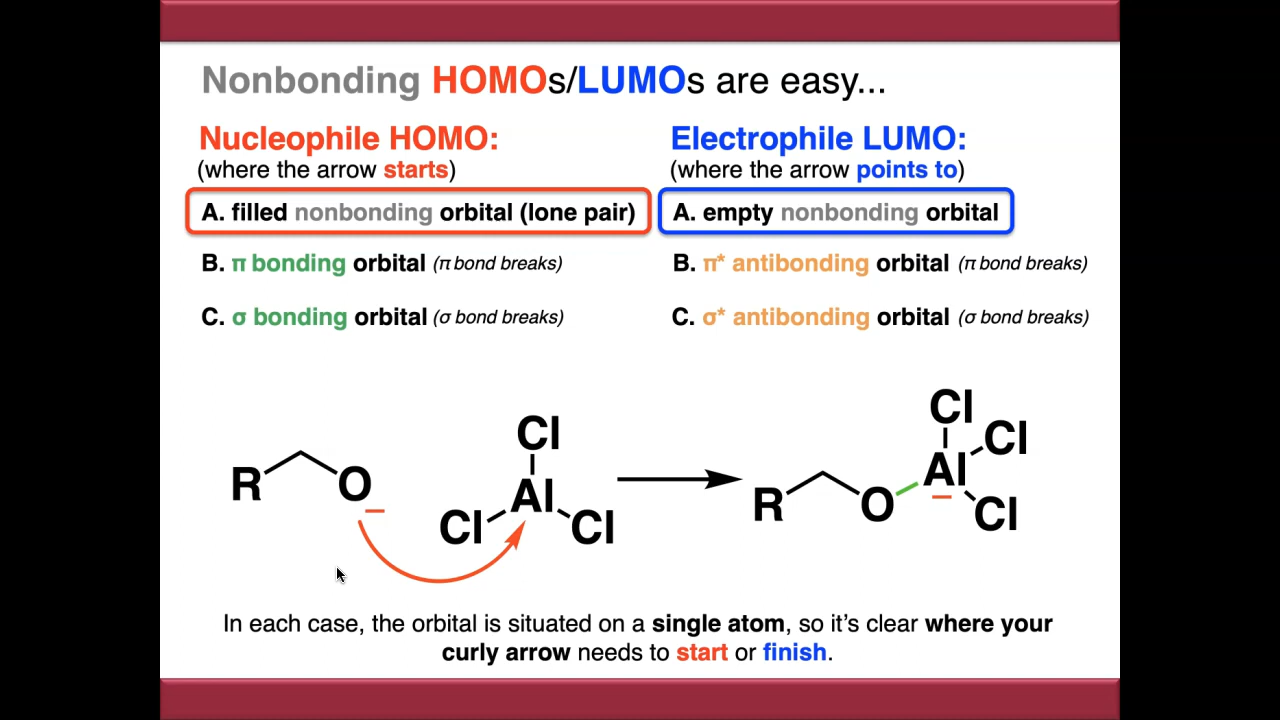 Nonbonding HOMOs/LUMOs are easy...
Nucleophile HOMO:
(where the arrow starts)
A. filled nonbonding orbital (lone pair)
B. π bonding orbital (π bond breaks)
C. σ bonding orbital (σ bond breaks)
Electrophile LUMO:
(where the arrow points to)
A. empty nonbonding orbital
B. π* antibonding orbital (π bond breaks)
C. σ* antibonding orbital (σ bond breaks)
R O
–
Cl
Al
Cl Cl
Cl
Cl
Al
–
R O
Cl
In each case, the orbital is situated on a single atom, so it's clear where your
curly arrow needs to start or finish.